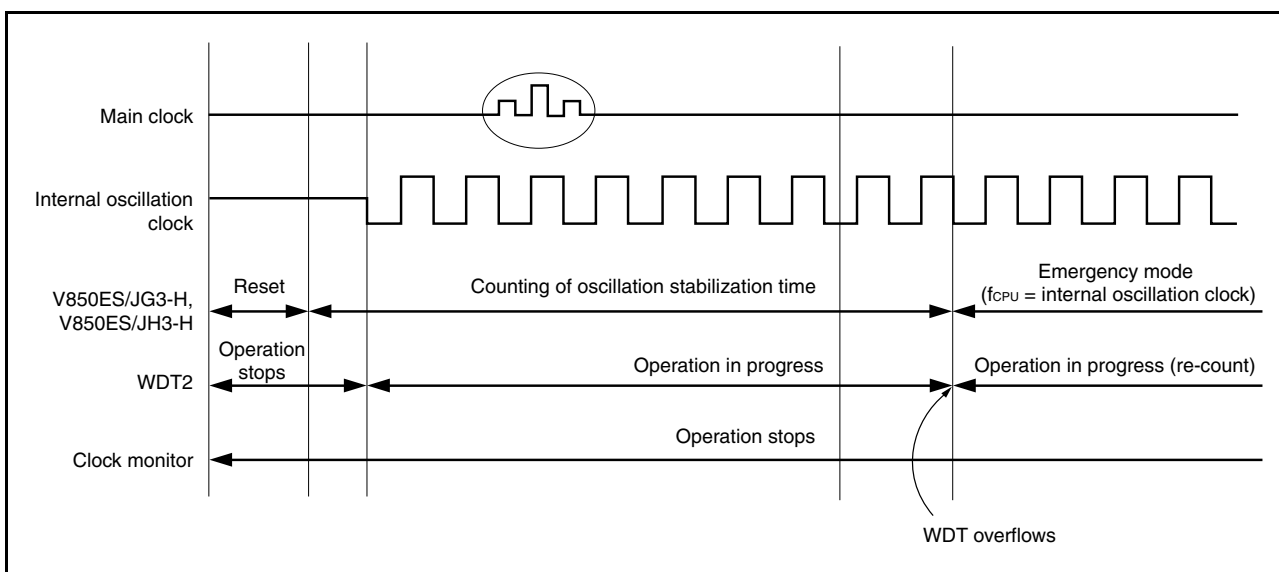 Main clock
Internal oscillation
clock
V850ES/JG3-H,
V850ES/JH3-H
Reset
Counting of oscillation stabilization time
Emergency mode
(fCPU = internal oscillation clock)
WDT2
Operation
stops
Operation in progress
Operation in progress (re-count)
Clock monitor
Operation stops
WDT overflows